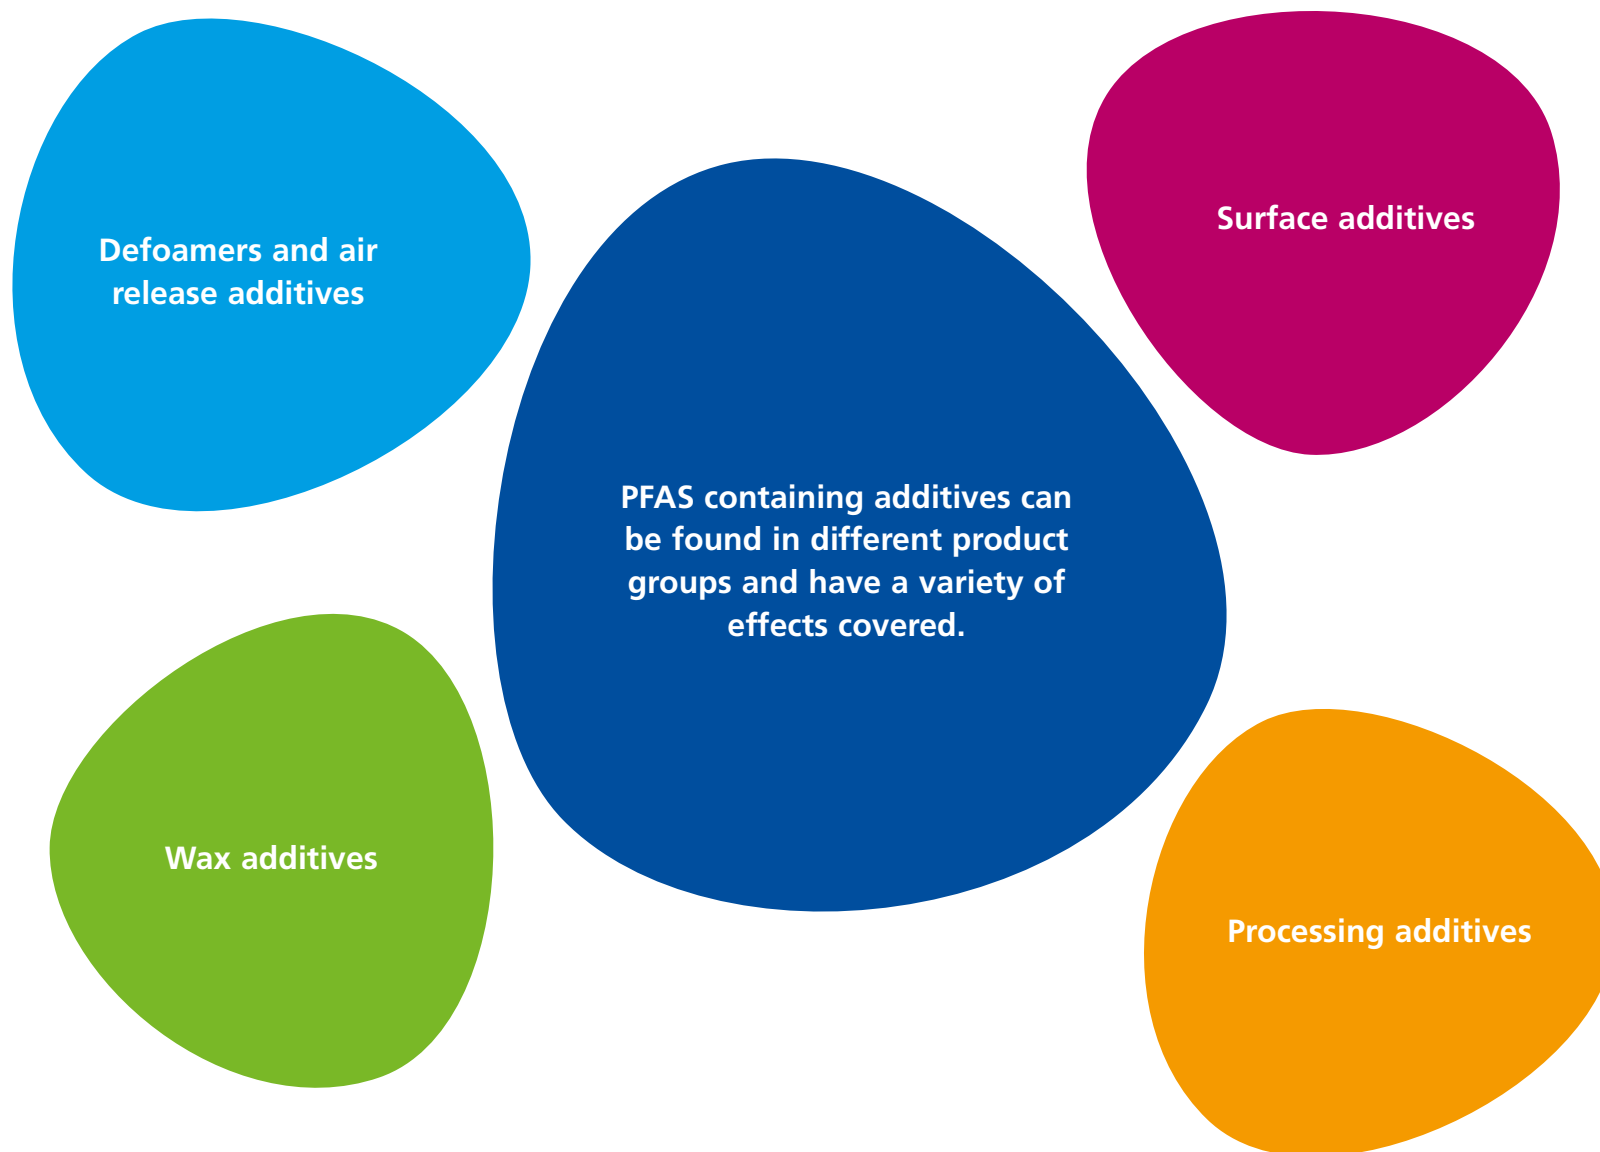 Defoamers and air
release additives
Surface additives
PFAS containing additives can
be found in different product
groups and have a variety of
effects covered.
Wax additives
Processing additives